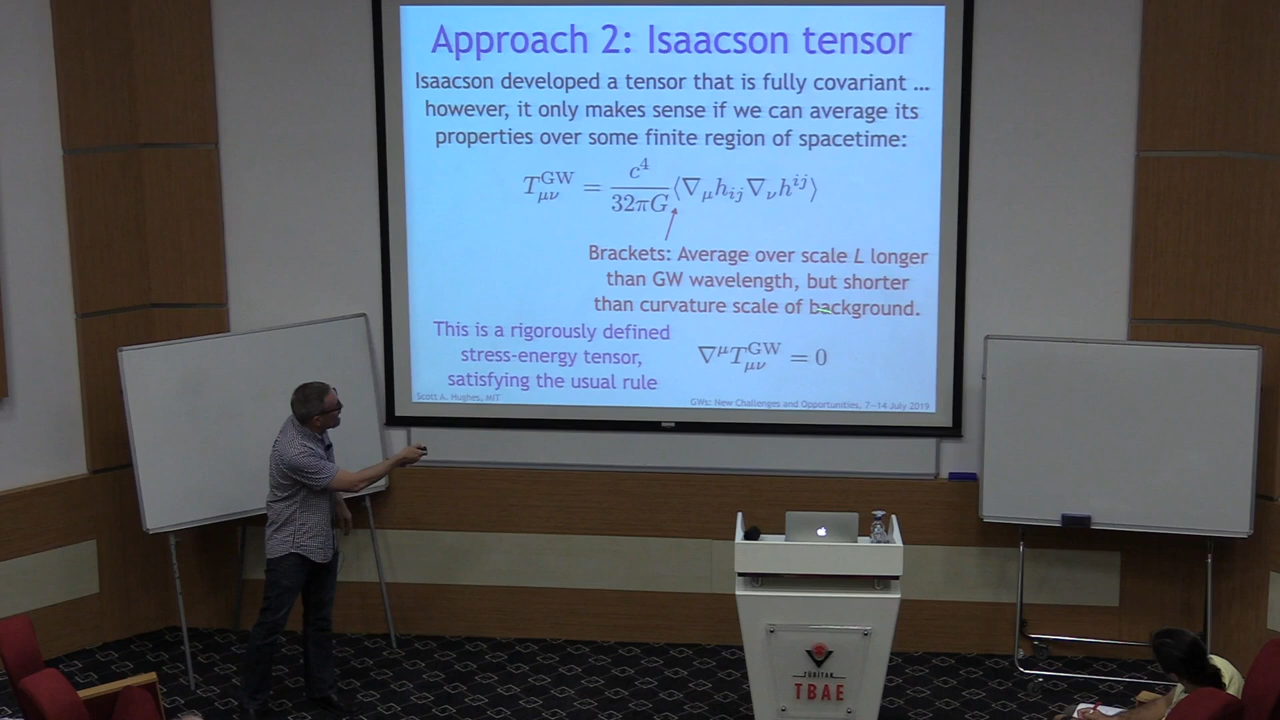 Approach 2: Isaacson tensor
Isaacson developed a tensor that is fully covariant …
however, it only makes sense if we can average its
properties over some finite region of spacetime:
T_{μν}^{GW} = \frac{c^4}{32πG} ⟨∇_μ h_{ij} ∇_ν h^{ij}⟩
Brackets: Average over scale L longer
than GW wavelength, but shorter
than curvature scale of background.
This is a rigorously defined
stress-energy tensor,
satisfying the usual rule
∇^μ T_{μν}^{GW} = 0
Scott A. Hughes, MIT
GWs: New Challenges and Opportunities, 7–14 July 2019
TÜBİTAK
TBAE